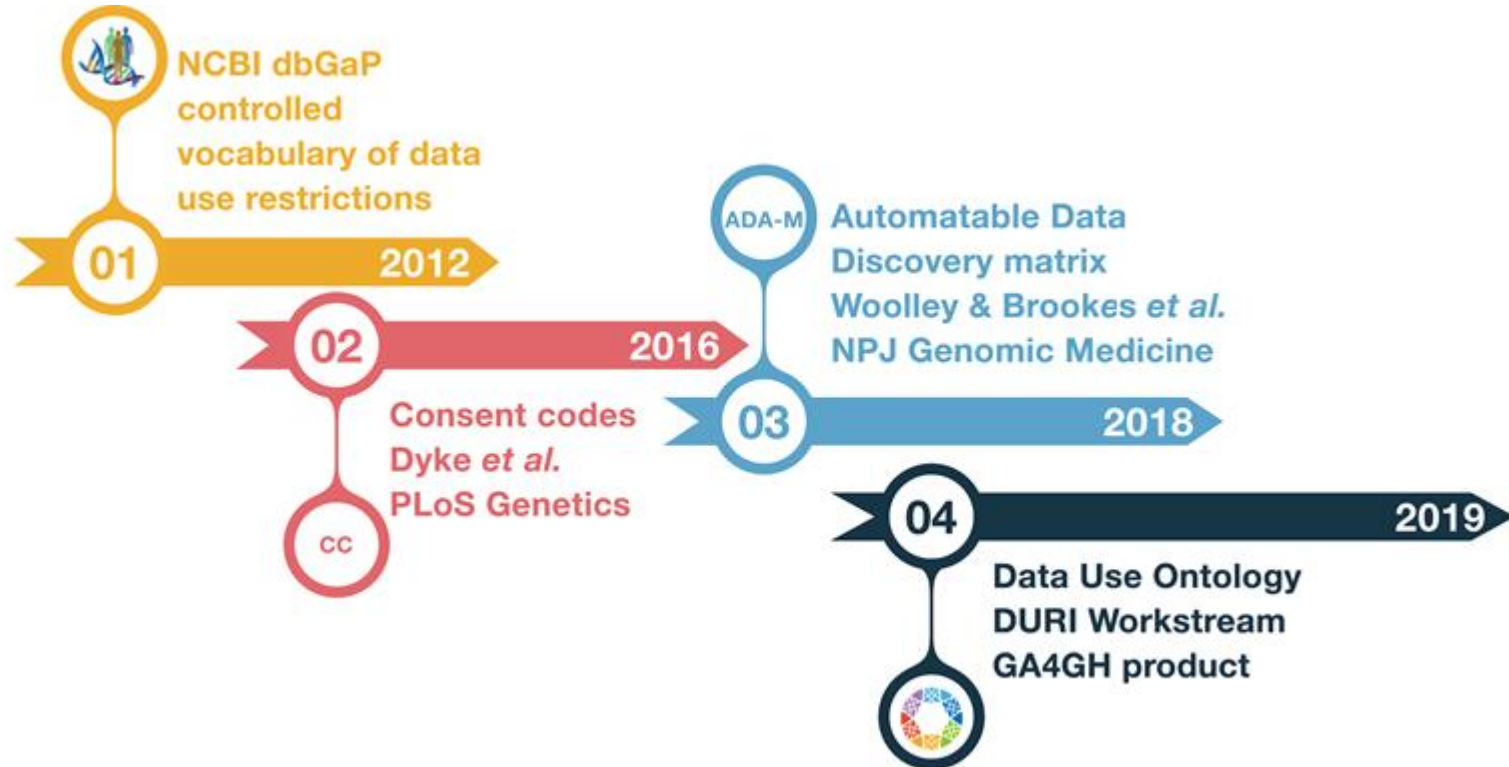 NCBI dbGaP
controlled
vocabulary of data
use restrictions
01
2012
02
2016
Consent codes
Dyke et al.
PLoS Genetics
CC
ADA-M
Automatable Data
Discovery matrix
Woolley & Brookes et al.
NPJ Genomic Medicine
03
2018
04
2019
Data Use Ontology
DURI Workstream
GA4GH product